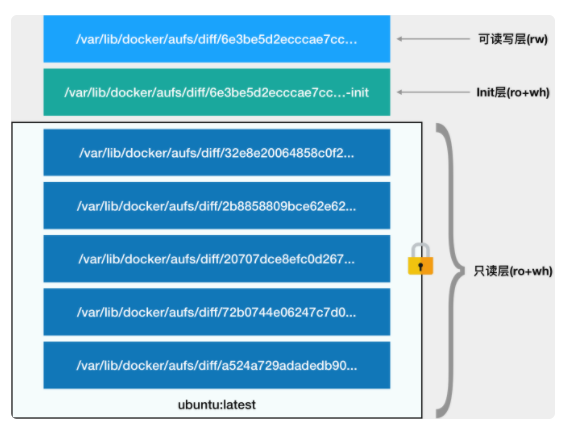 /var/lib/docker/aufs/diff/6e3be5d2ecccae7cc... 可读写层(rw)
/var/lib/docker/aufs/diff/6e3be5d2ecccae7cc...-init Init层(ro+wh)
/var/lib/docker/aufs/diff/32e8e20064858c0f2...
/var/lib/docker/aufs/diff/2b8858809bce62e62...
/var/lib/docker/aufs/diff/20707dce8efc0d267...
只读层(ro+wh)
/var/lib/docker/aufs/diff/72b0744e06247c7d0...
/var/lib/docker/aufs/diff/a524a729adadedb90...
ubuntu:latest